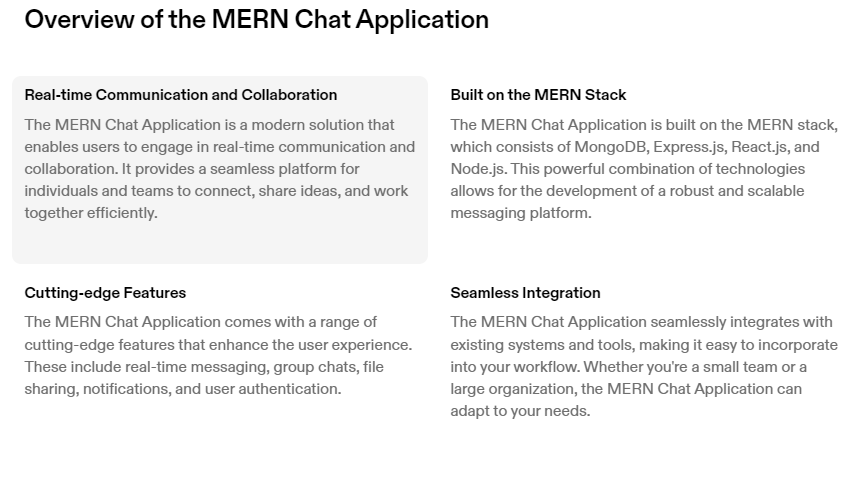 Overview of the MERN Chat Application
Real-time Communication and Collaboration
The MERN Chat Application is a modern solution that
enables users to engage in real-time communication and
collaboration. It provides a seamless platform for
individuals and teams to connect, share ideas, and work
together efficiently.
Built on the MERN Stack
The MERN Chat Application is built on the MERN stack,
which consists of MongoDB, Express.js, React.js, and
Node.js. This powerful combination of technologies
allows for the development of a robust and scalable
messaging platform.
Cutting-edge Features
The MERN Chat Application comes with a range of
cutting-edge features that enhance the user experience.
These include real-time messaging, group chats, file
sharing, notifications, and user authentication.
Seamless Integration
The MERN Chat Application seamlessly integrates with
existing systems and tools, making it easy to incorporate
into your workflow. Whether you're a small team or a
large organization, the MERN Chat Application can
adapt to your needs.